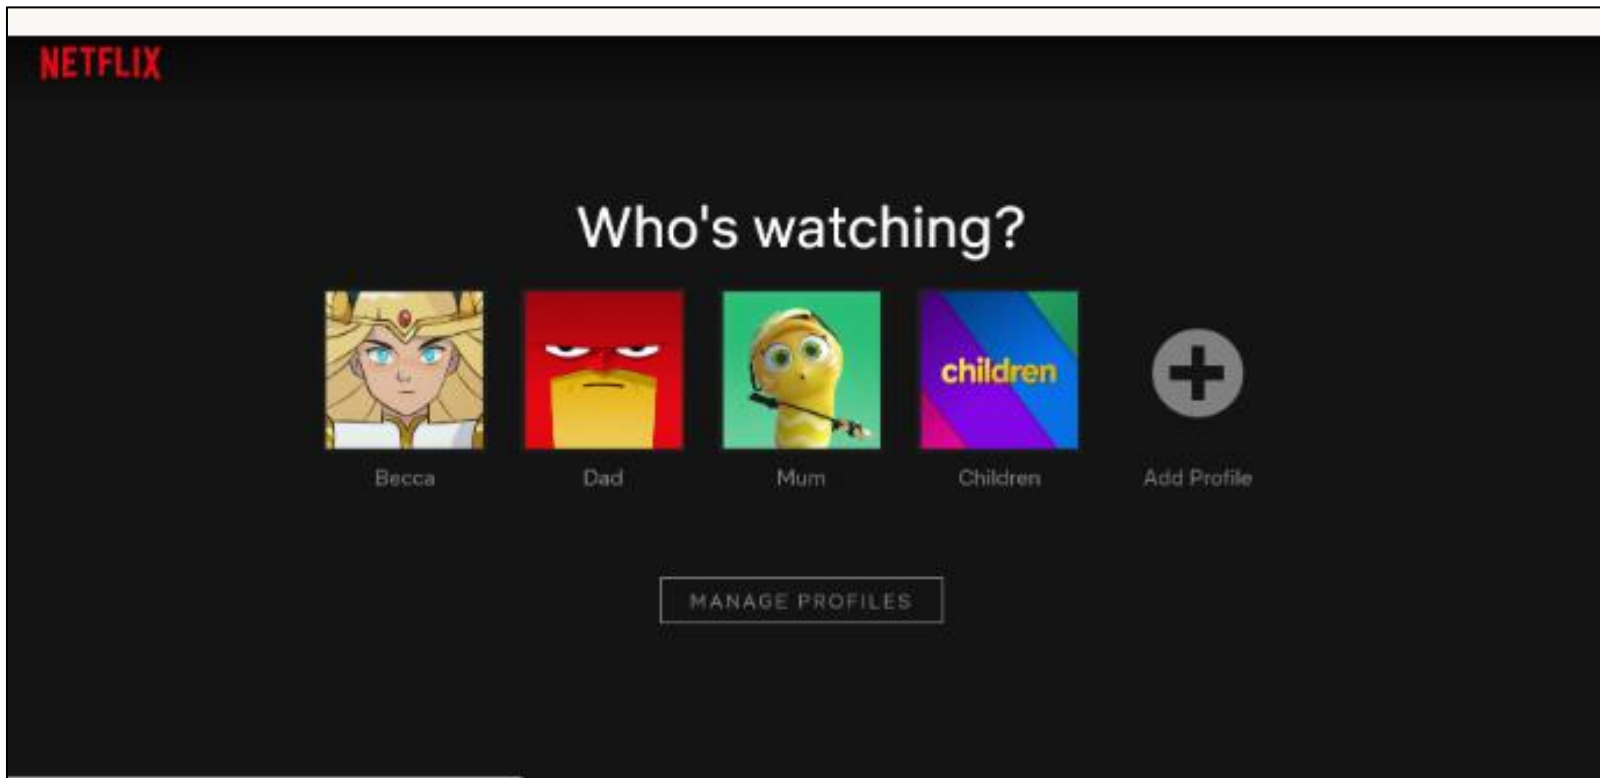 NETFLIX
Who's watching?
children
Becca Dad Mum Children Add Profile
MANAGE PROFILES